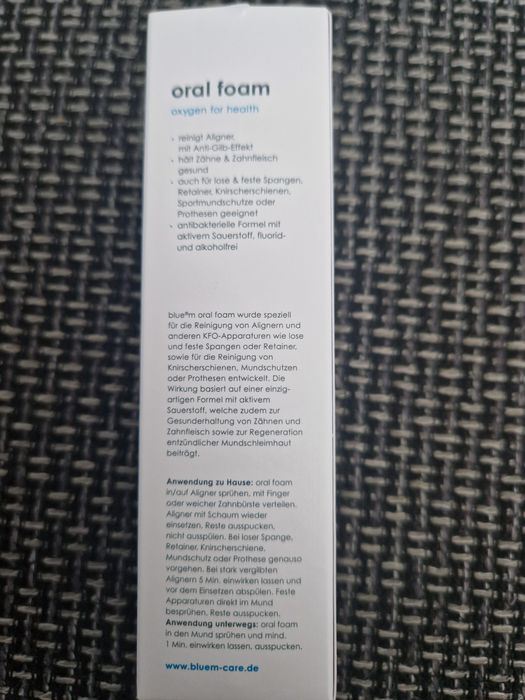 oral foam
oxygen for health
• reinigt Aligner,
mit Anti-Gilb-Effekt
• hält Zähne & Zahnfleisch
gesund
• auch für lose & feste Spangen,
Retainer, Knirscherschienen,
Sportmundschutze oder
Prothesen geeignet
• antibakterielle Formel mit
aktivem Sauerstoff, fluorid-
und alkoholfrei
blue®m oral foam wurde speziell
für die Reinigung von Alignern und
anderen KFO-Apparaturen wie lose
und feste Spangen oder Retainer,
sowie für die Reinigung von
Knirscherschienen, Mundschutzen
oder Prothesen entwickelt. Die
Wirkung basiert auf einer einzig-
artigen Formel mit aktivem
Sauerstoff, welche zudem zur
Gesunderhaltung von Zähnen und
Zahnfleisch sowie zur Regeneration
entzündlicher Mundschleimhaut
beiträgt.
Anwendung zu Hause: oral foam
in/auf Aligner sprühen, mit Finger
oder weicher Zahnbürste verteilen.
Aligner mit Schaum wieder
einsetzen. Reste ausspucken,
nicht ausspülen. Bei loser Spange,
Retainer, Knirscherschiene,
Mundschutz oder Prothese genauso
vorgehen. Bei stark vergilbten
Alignern 5 Min. einwirken lassen und
vor dem Einsetzen abspülen. Feste
Apparaturen direkt im Mund
besprühen. Reste ausspucken.
Anwendung unterwegs: oral foam
in den Mund sprühen und mind.
1 Min. einwirken lassen, ausspucken.
www.bluem-care.de